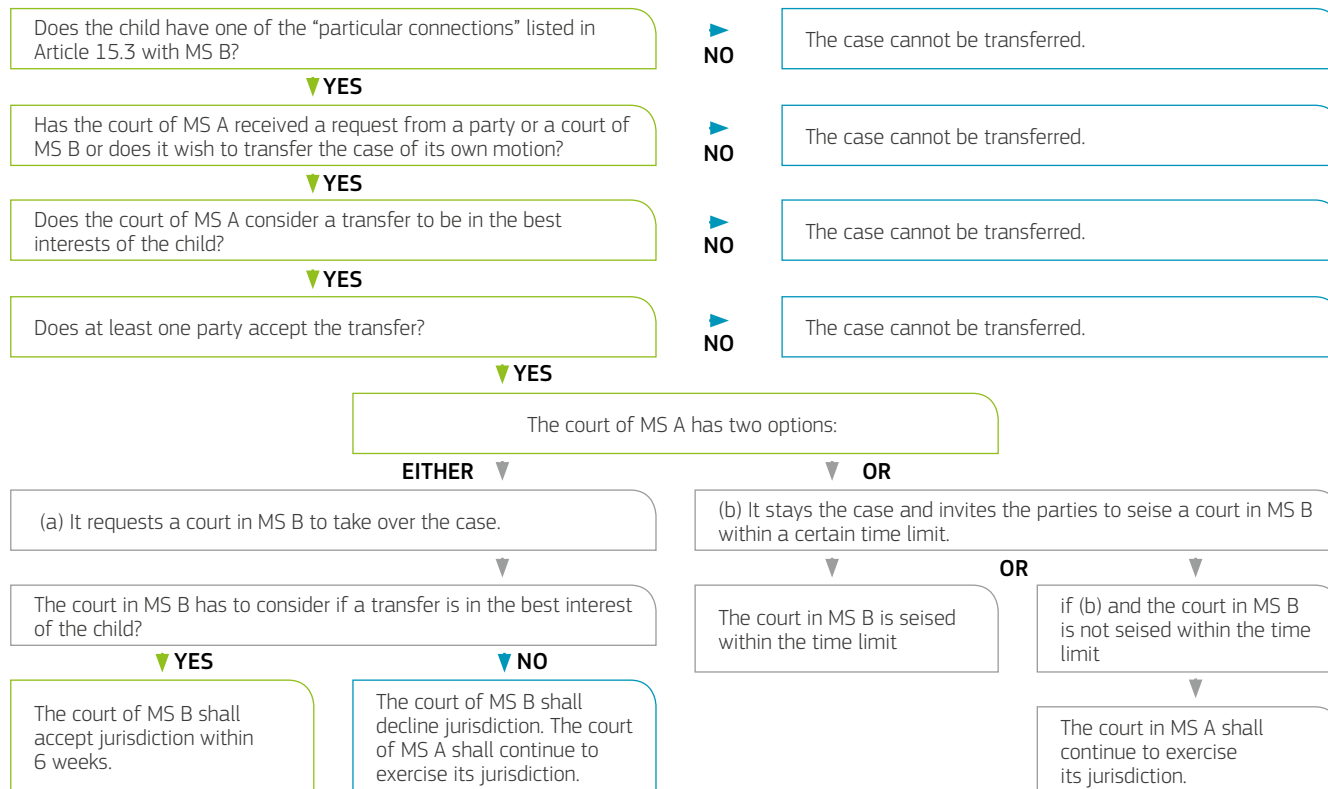 Does the child have one of the “particular connections” listed in
Article 15.3 with MS B?
NO
The case cannot be transferred.
YES
Has the court of MS A received a request from a party or a court of
MS B or does it wish to transfer the case of its own motion?
NO
The case cannot be transferred.
YES
Does the court of MS A consider a transfer to be in the best
interests of the child?
NO
The case cannot be transferred.
YES
Does at least one party accept the transfer?
NO
The case cannot be transferred.
YES
The court of MS A has two options:
EITHER
OR
(a) It requests a court in MS B to take over the case.
(b) It stays the case and invites the parties to seise a court in MS B
within a certain time limit.
OR
The court in MS B has to consider if a transfer is in the best interest
of the child?
The court in MS B is seised
within the time limit
if (b) and the court in MS B
is not seised within the time
limit
YES
NO
The court of MS B shall
accept jurisdiction within
6 weeks.
The court of MS B shall
decline jurisdiction. The court
of MS A shall continue to
exercise its jurisdiction.
The court in MS A shall
continue to exercise
its jurisdiction.